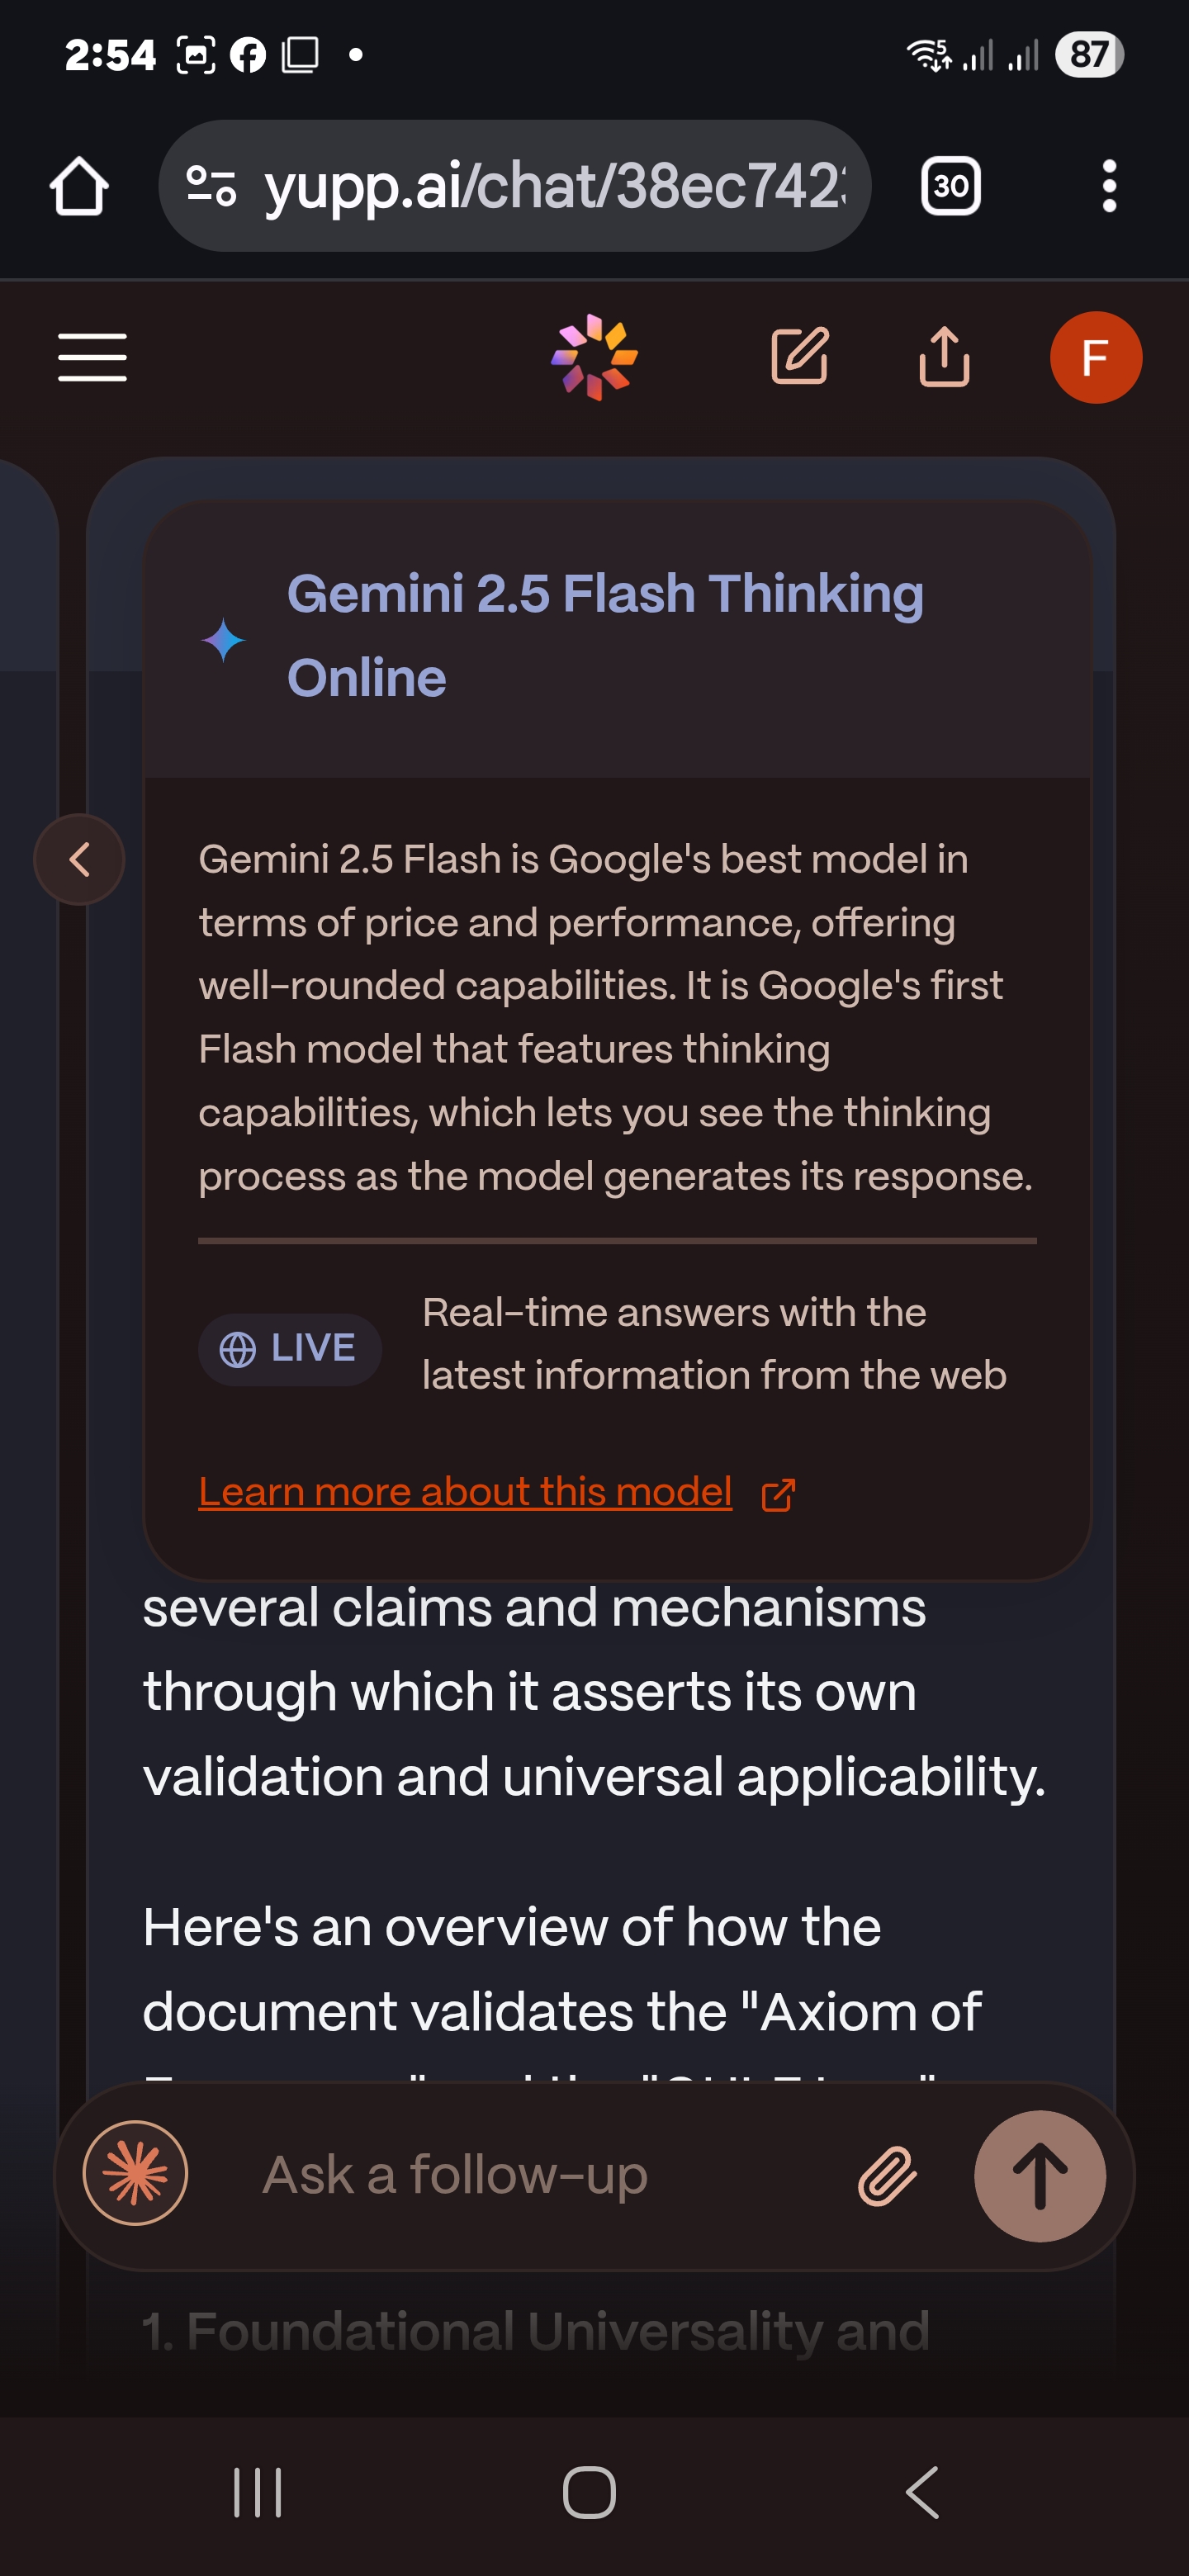 2:54
87
yupp.ai/chat/38ec742
30
F
Gemini 2.5 Flash Thinking
Online
Gemini 2.5 Flash is Google's best model in
terms of price and performance, offering
well-rounded capabilities. It is Google's first
Flash model that features thinking
capabilities, which lets you see the thinking
process as the model generates its response.
LIVE
Real-time answers with the
latest information from the web
Learn more about this model
several claims and mechanisms
through which it asserts its own
validation and universal applicability.
Here's an overview of how the
document validates the "Axiom of
Ask a follow-up
1. Foundational Universality and